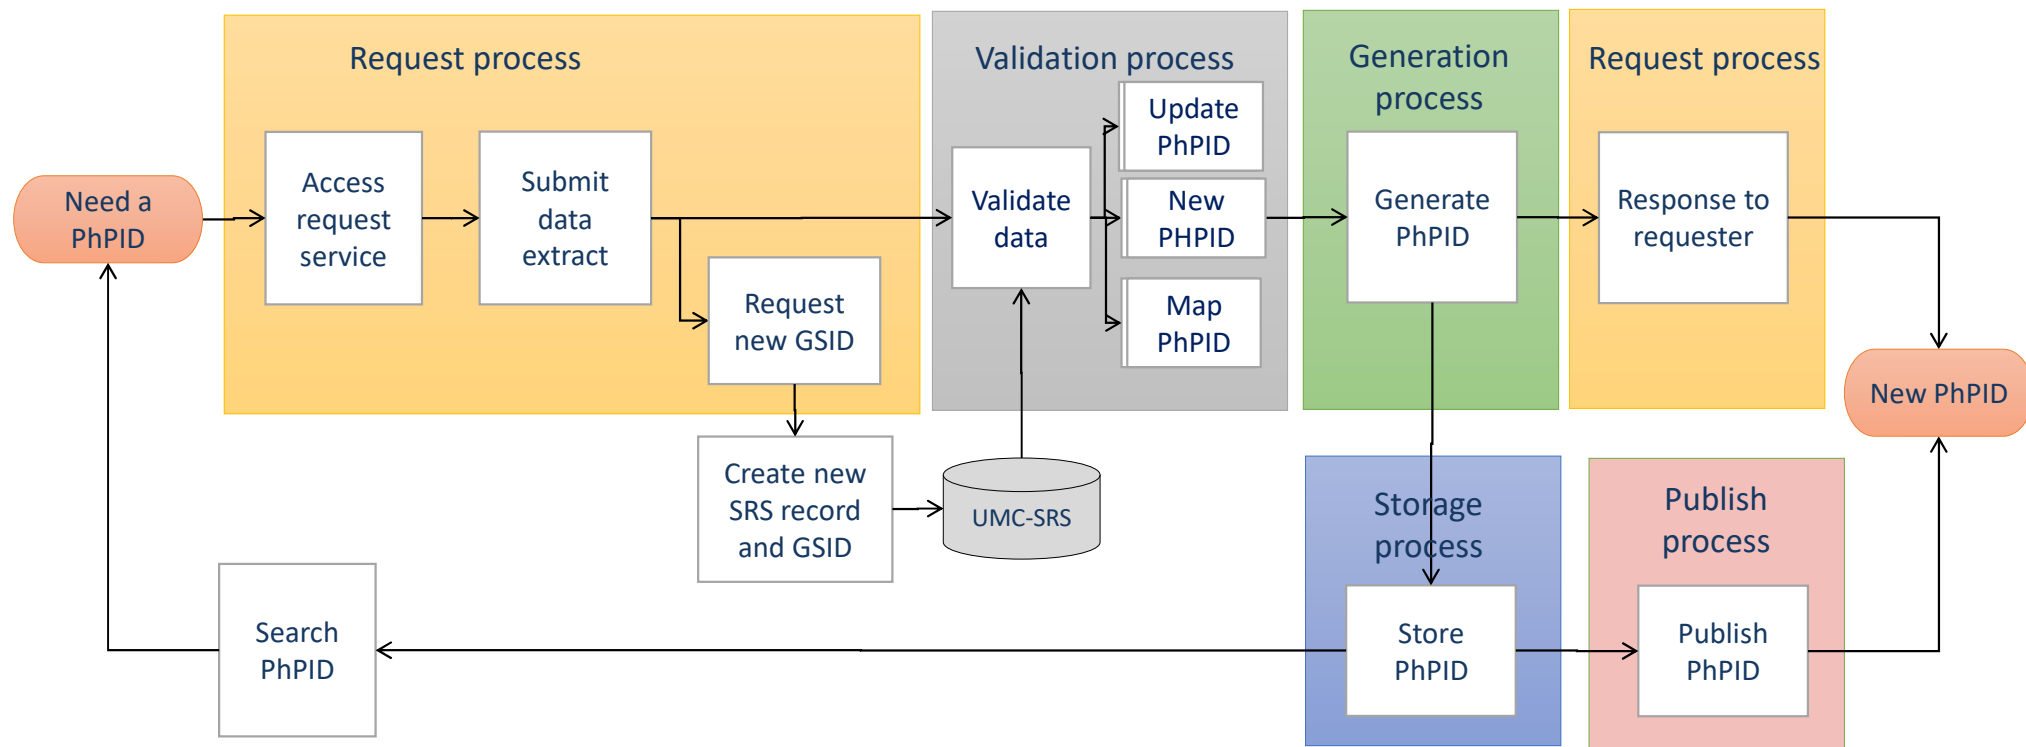 Request process
Validation process
Generation
process
Request process
Need a
PhPID
Access
request
service
Submit
data
extract
Request
new GSID
Validate
data
Update
PhPID
New
PHPID
Map
PhPID
Generate
PhPID
Response to
requester
New PhPID
Create new
SRS record
and GSID
UMC-SRS
Storage
process
Publish
process
Search
PhPID
Store
PhPID
Publish
PhPID